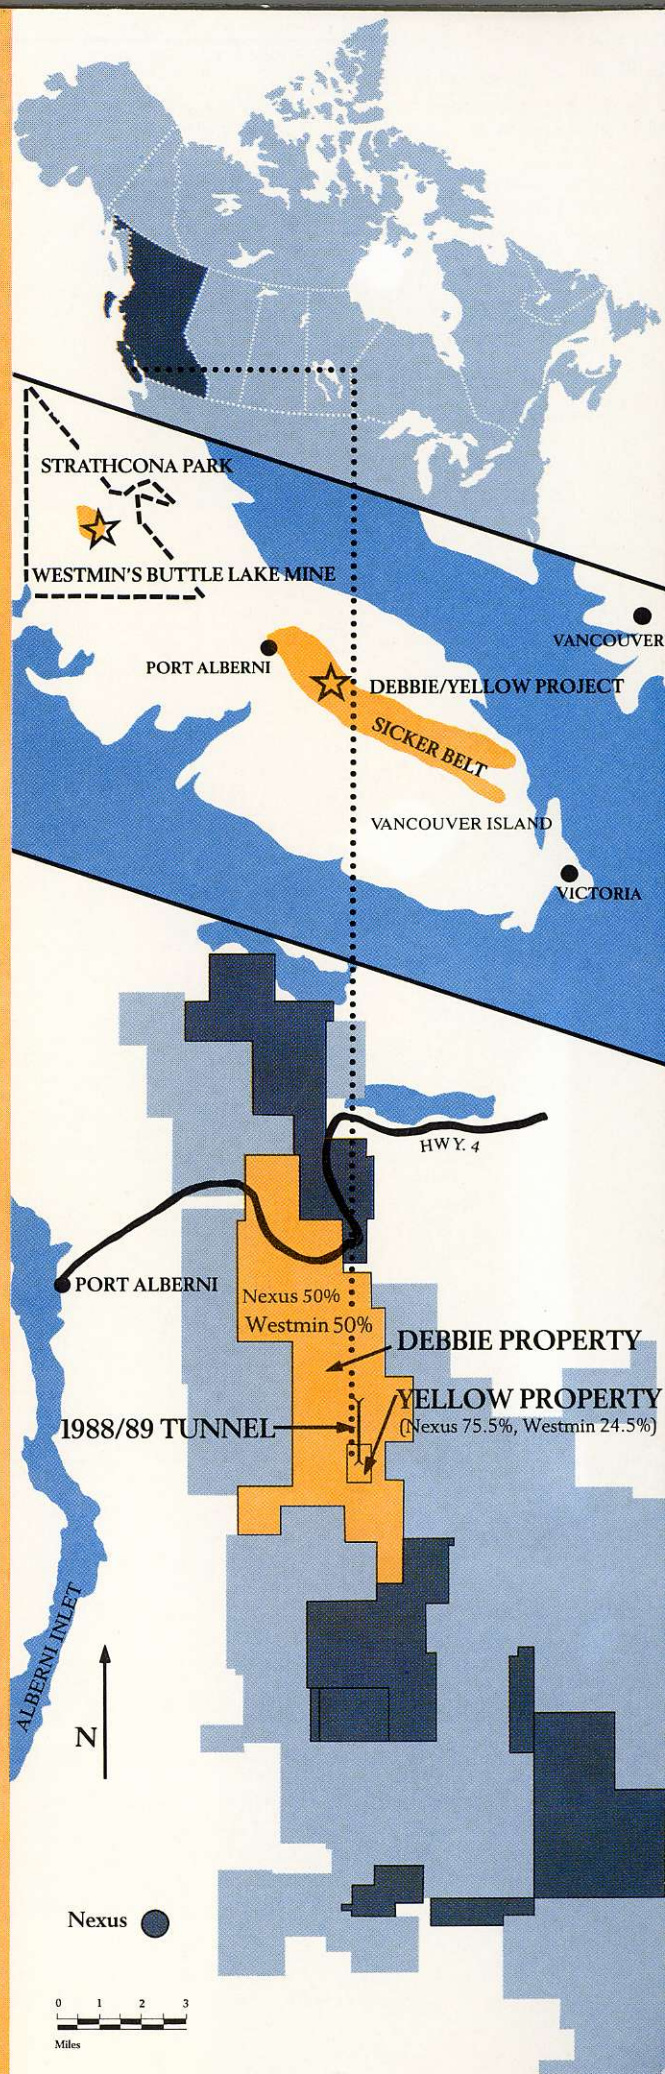 STRATHCONA PARK
WESTMIN'S BUTTLE LAKE MINE
VANCOUVER
PORT ALBERNI
DEBBIE/YELLOW PROJECT
SICKER BELT
VANCOUVER ISLAND
VICTORIA
HWY. 4
PORT ALBERNI
Nexus 50%
Westmin 50%
DEBBIE PROPERTY
YELLOW PROPERTY
(Nexus 75.5%, Westmin 24.5%)
1988/89 TUNNEL
ALBERNI INLET
N
Nexus
0 1 2 3
Miles